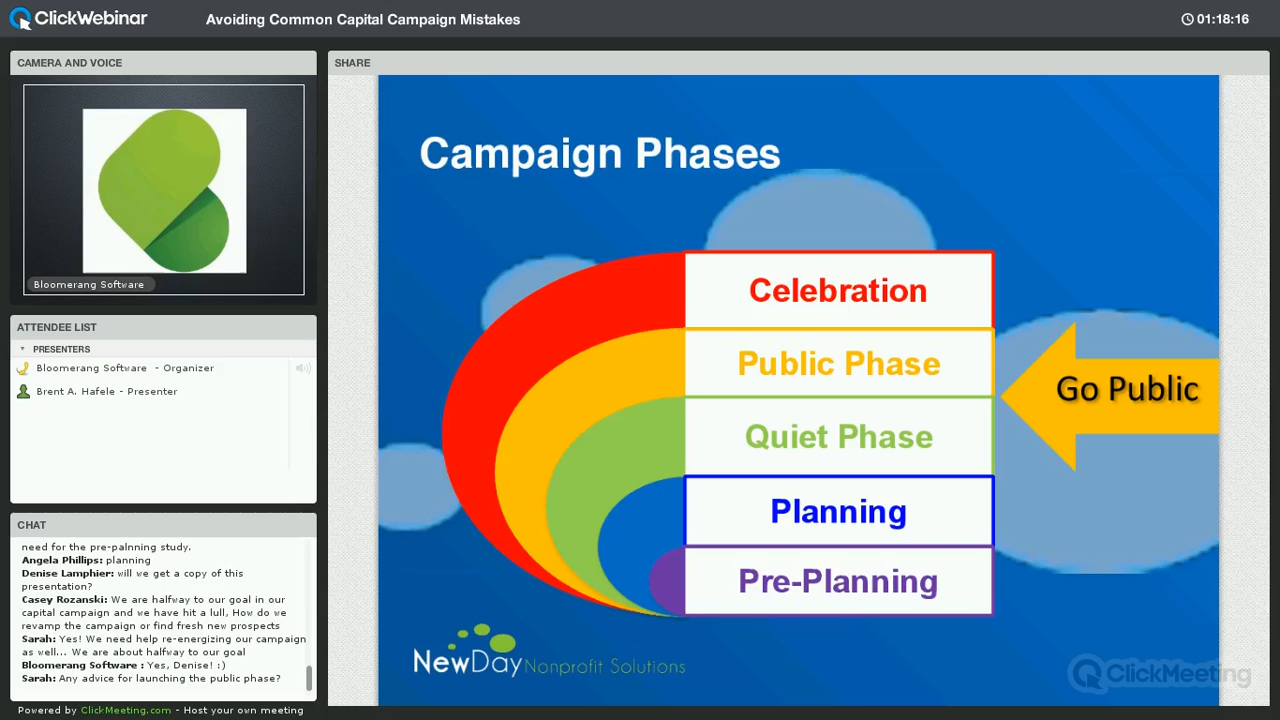 ClickWebinar
Avoiding Common Capital Campaign Mistakes
01:18:16
CAMERA AND VOICE
Bloomerang Software
ATTENDEE LIST
PRESENTERS
Bloomerang Software - Organizer
Brent A. Hafele - Presenter
CHAT
need for the pre-palnning study.
Angela Phillips: planning
Denise Lamphier: will we get a copy of this
presentation?
Casey Rozanski: We are halfway to our goal in our
capital campaign and we have hit a lull, How do we
revamp the campaign or find fresh new prospects
Sarah: Yes! We need help re-energizing our campaign
as well... We are about halfway to our goal
Bloomerang Software : Yes, Denise! :)
Sarah: Any advice for launching the public phase?
Powered by ClickMeeting.com - Host your own meeting
SHARE
Campaign Phases
Celebration
Public Phase
Go Public
Quiet Phase
Planning
Pre-Planning
NewDay Nonprofit Solutions
ClickMeeting